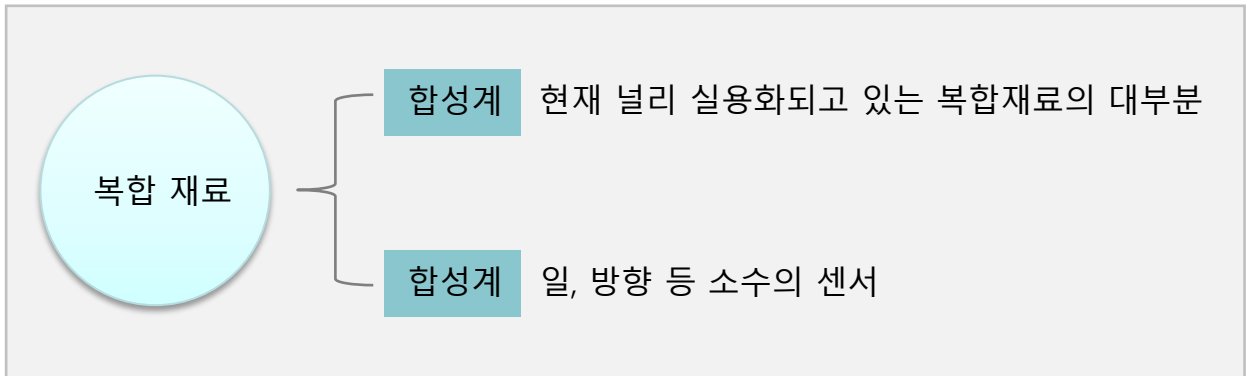 복합 재료
합성계 현재 널리 실용화되고 있는 복합재료의 대부분
합성계 일, 방향 등 소수의 센서